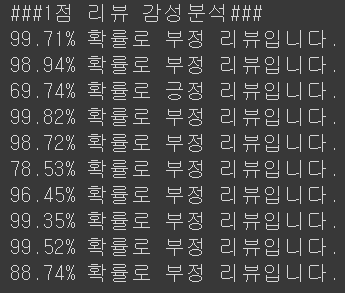 ###1점 리뷰 감성분석###
99.71% 확률로 부정 리뷰입니다.
98.94% 확률로 부정 리뷰입니다.
69.74% 확률로 긍정 리뷰입니다.
99.82% 확률로 부정 리뷰입니다.
98.72% 확률로 부정 리뷰입니다.
78.53% 확률로 부정 리뷰입니다.
96.45% 확률로 부정 리뷰입니다.
99.35% 확률로 부정 리뷰입니다.
99.52% 확률로 부정 리뷰입니다.
88.74% 확률로 부정 리뷰입니다.